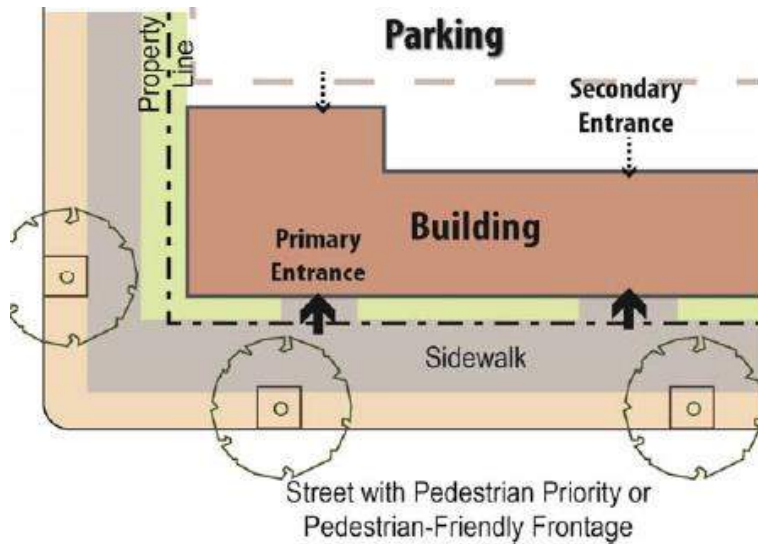 Parking
Property
Line
Secondary
Entrance
Building
Primary
Entrance
Sidewalk
Street with Pedestrian Priority or
Pedestrian-Friendly Frontage